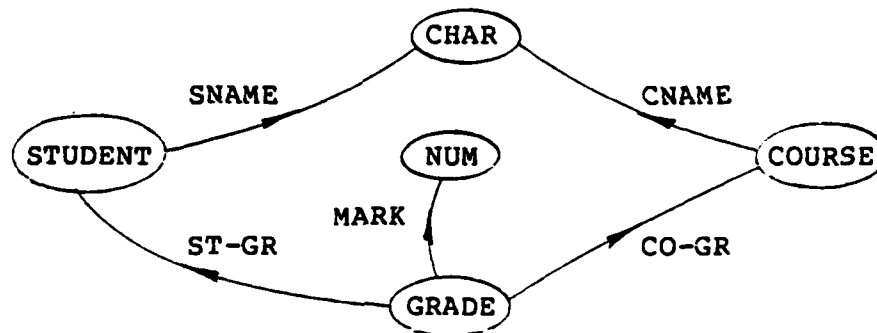 CHAR
SNAME
CNAME
STUDENT
NUM
COURSE
MARK
ST-GR
CO-GR
GRADE